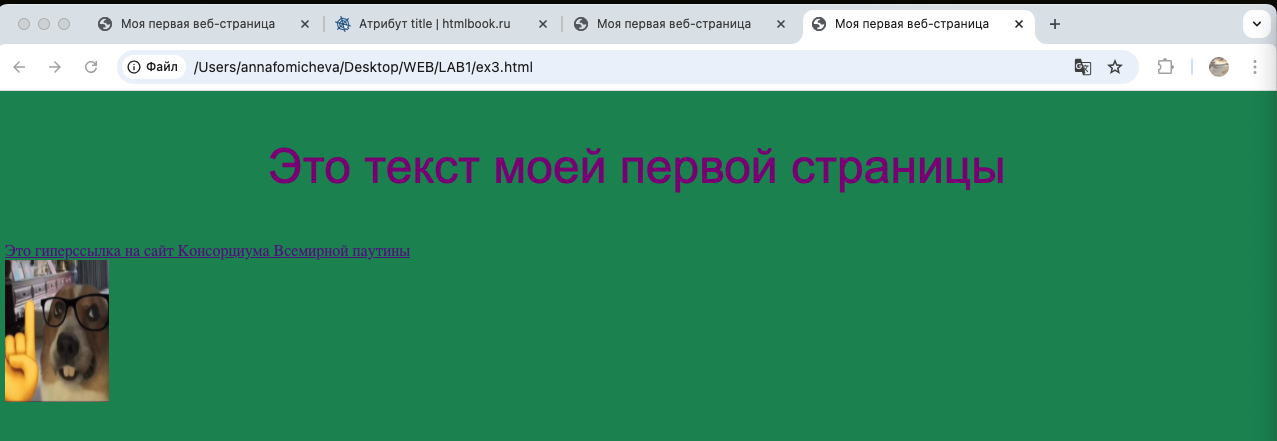 Моя первая веб-страница
Атрибут title | htmlbook.ru
Моя первая веб-страница
Моя первая веб-страница
Файл
/Users/annafomicheva/Desktop/WEB/LAB1/ex3.html
Это текст моей первой страницы
Это гиперссылка на сайт Консорциума Всемирной паутины